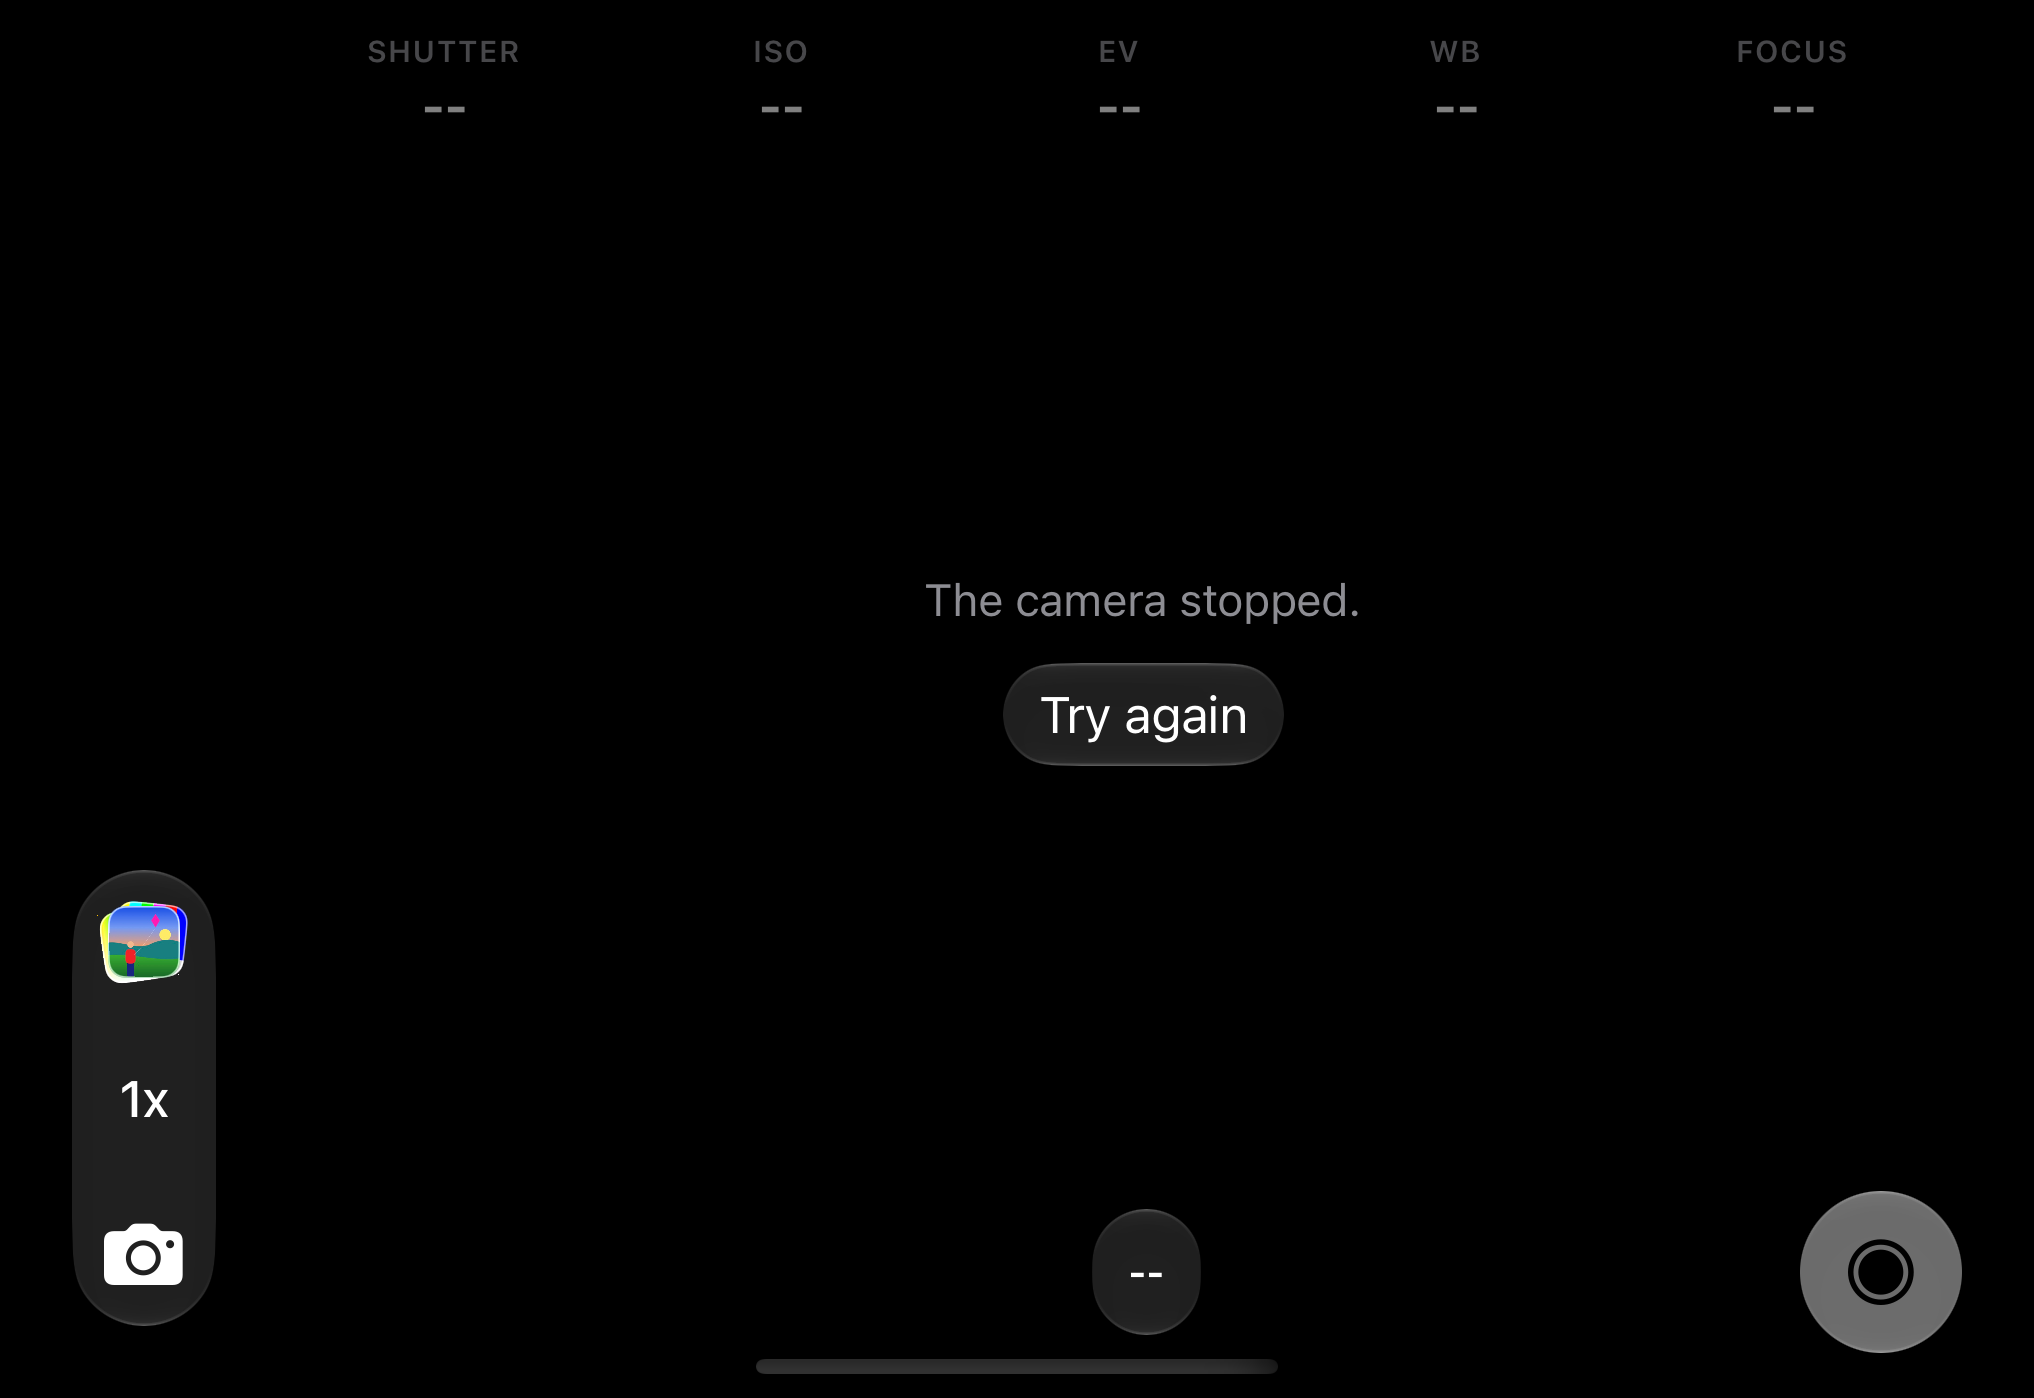 SHUTTER ISO EV WB FOCUS
-- -- -- -- --
The camera stopped.
Try again
1x
--